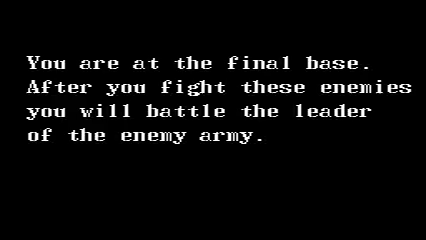 You are at the final base.
After you fight these enemies
you will battle the leader
of the enemy army.